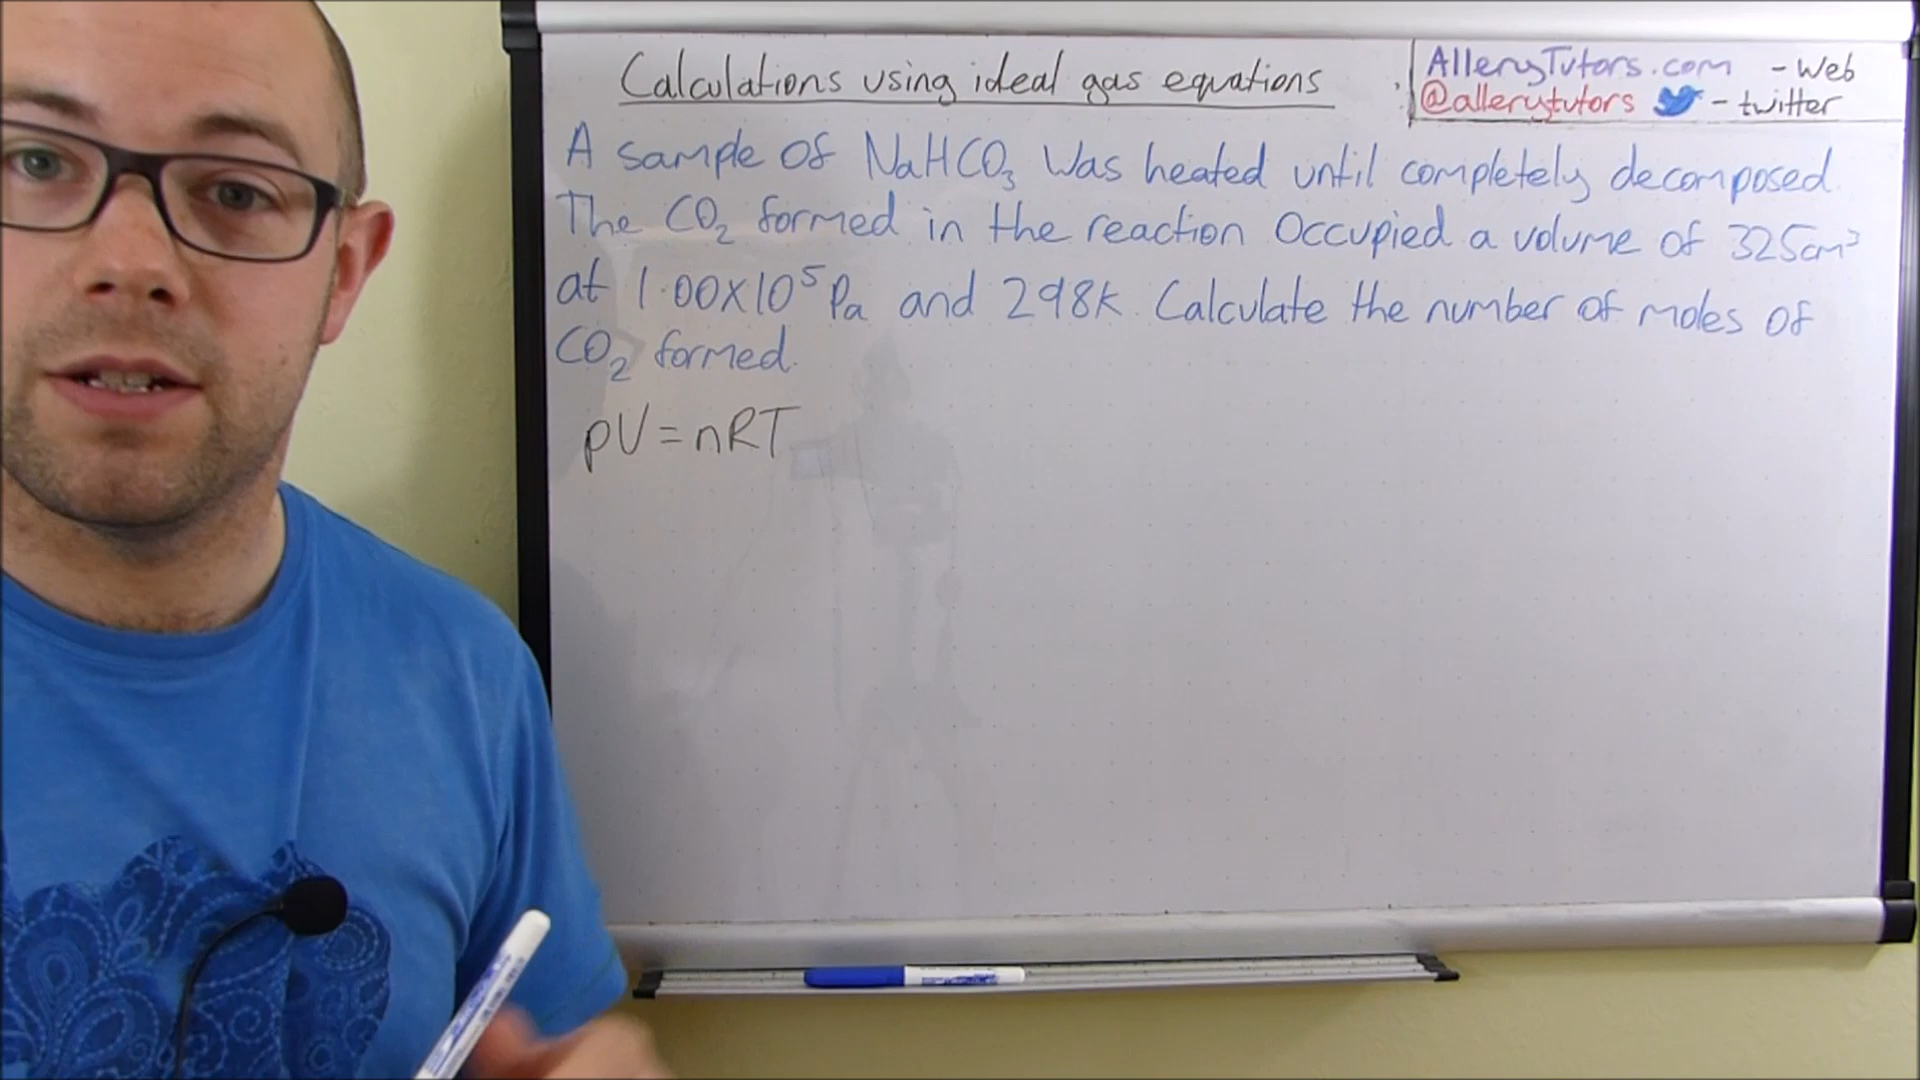 Calculations using ideal gas equations
AlleryTutors.com - Web
@allerytutors - twitter
A sample of NaHCO₃ was heated until completely decomposed.
The CO₂ formed in the reaction occupied a volume of 325cm³
at 1.00x10⁵ Pa and 298K. Calculate the number of moles of
CO₂ formed.
pV=nRT